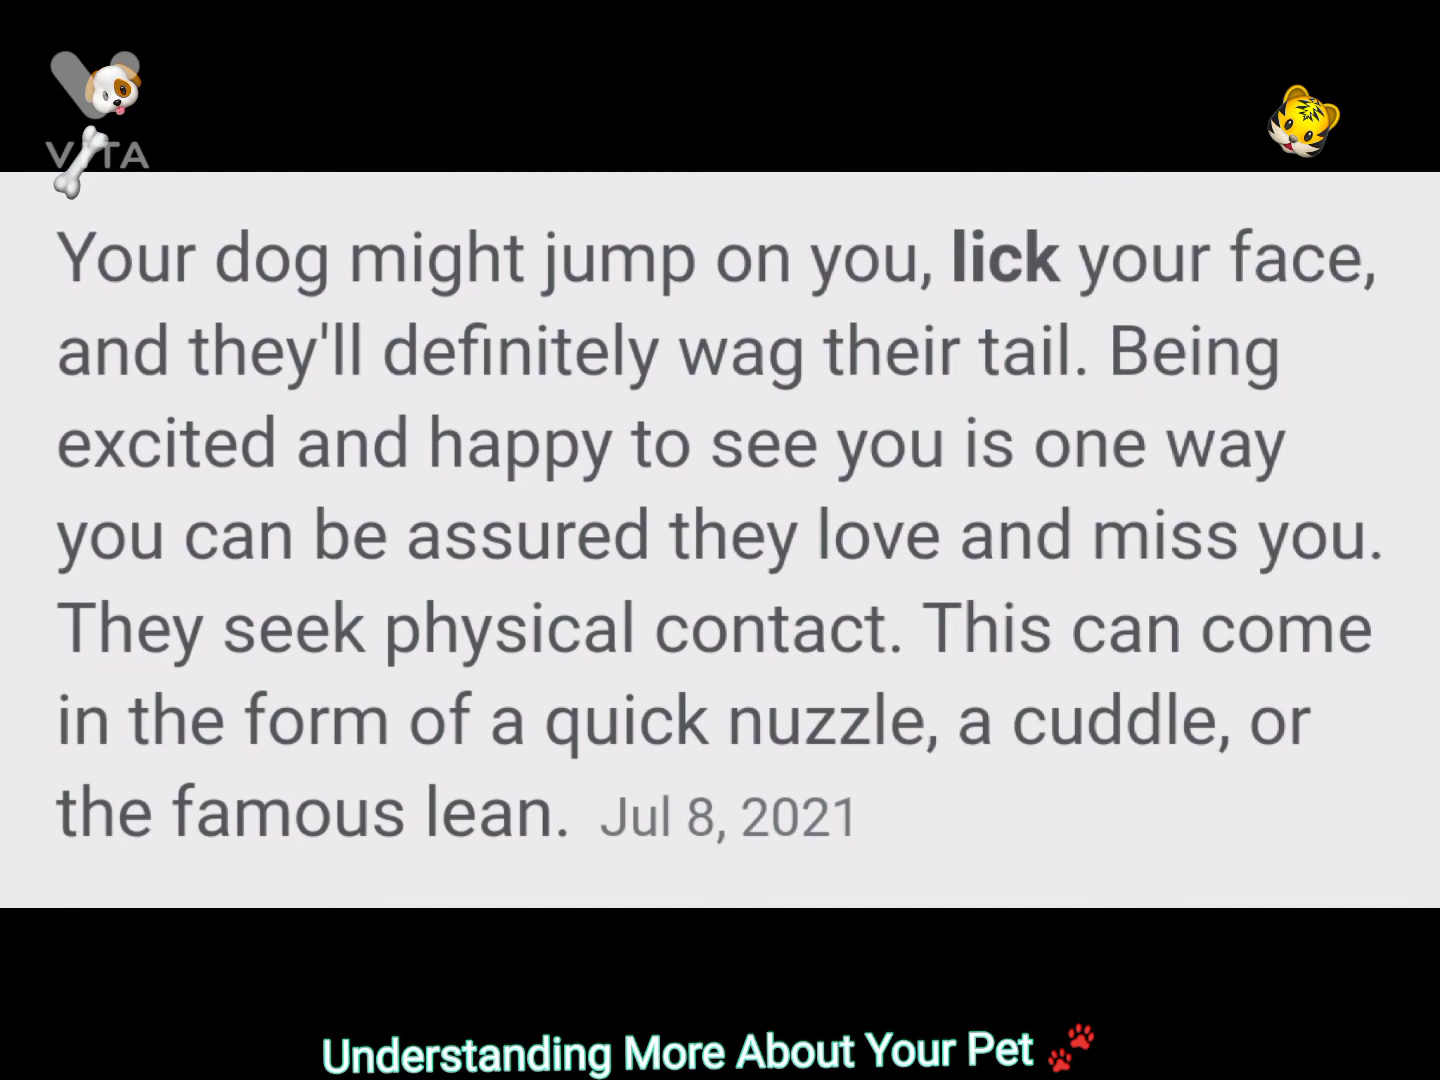 VITA
Your dog might jump on you, lick your face,
and they'll definitely wag their tail. Being
excited and happy to see you is one way
you can be assured they love and miss you.
They seek physical contact. This can come
in the form of a quick nuzzle, a cuddle, or
the famous lean. Jul 8, 2021
Understanding More About Your Pet 🐾